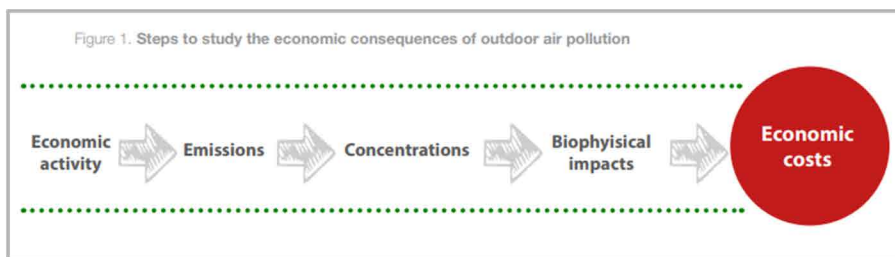 Figure 1. Steps to study the economic consequences of outdoor air pollution
Economic
activity
Emissions
Concentrations
Biophyisical
impacts
Economic
costs